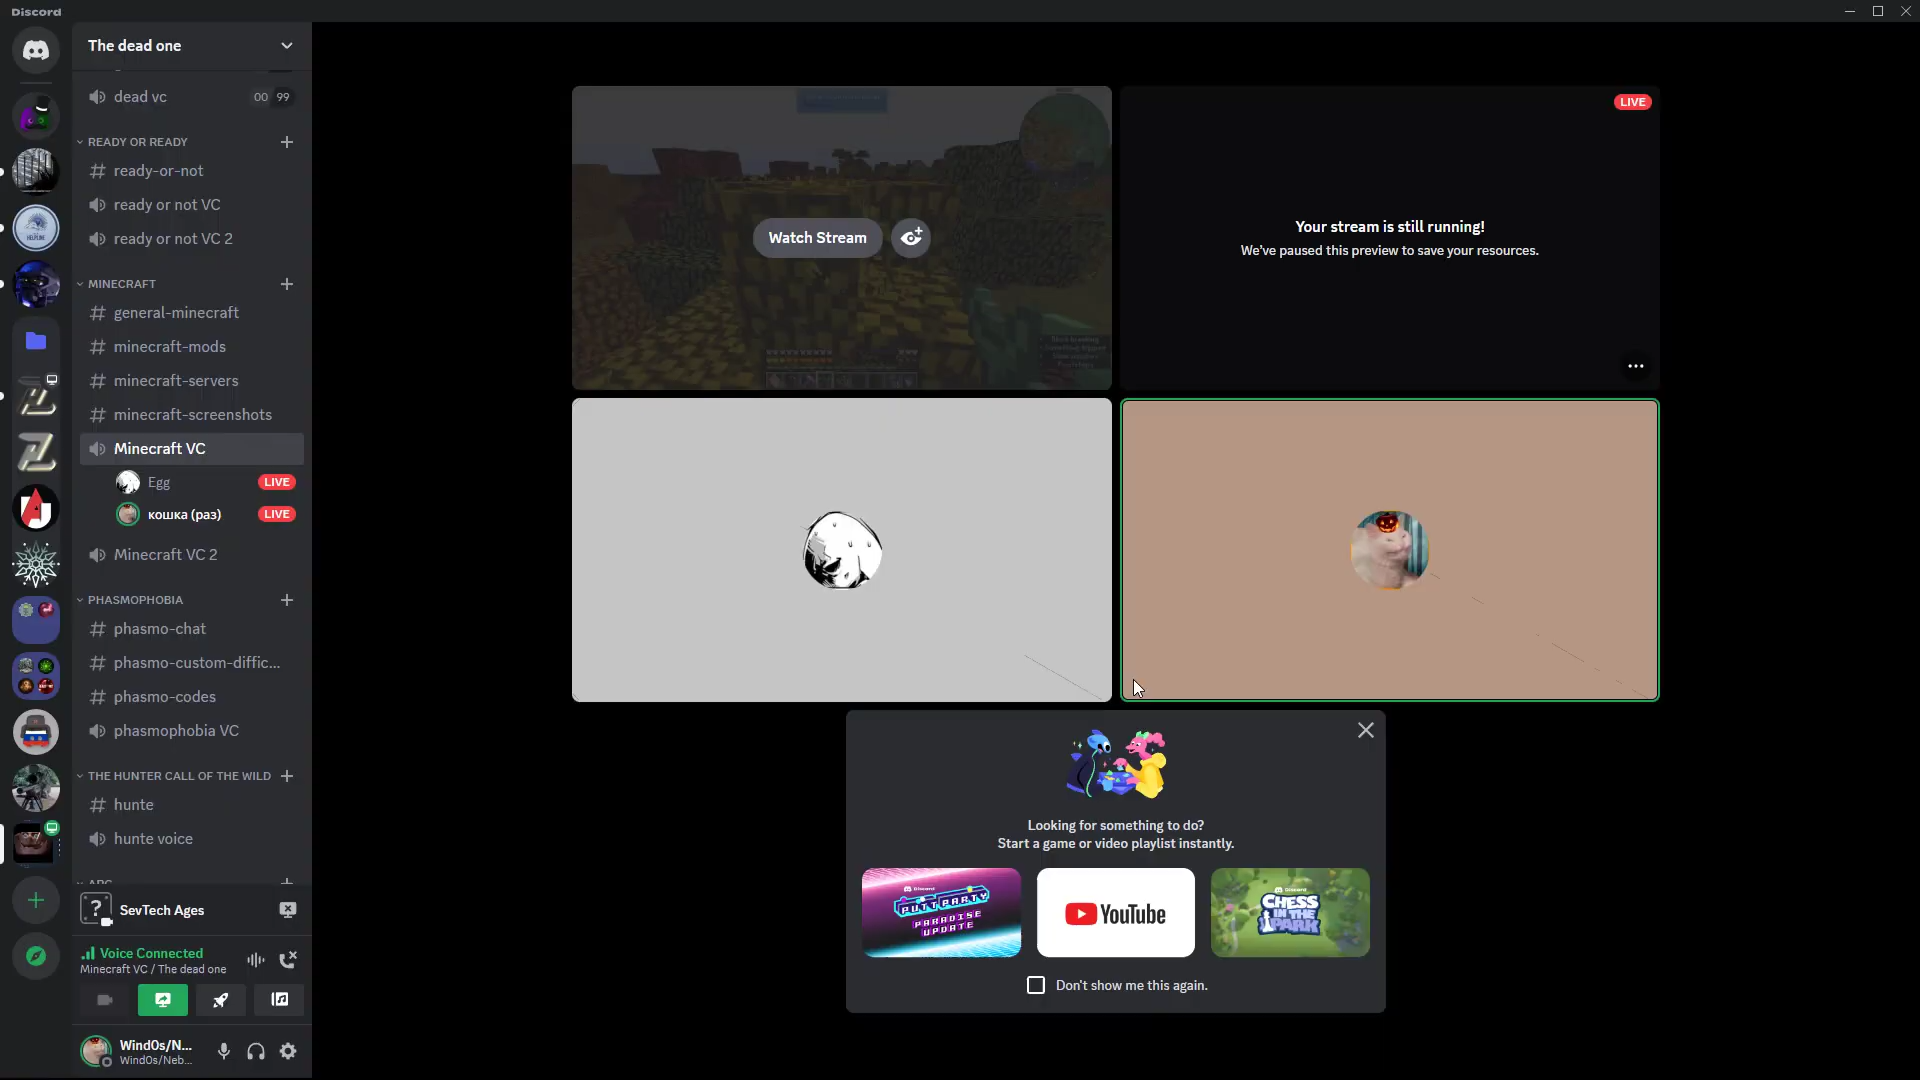 Discord
The dead one
dead vc
00 99
READY OR READY
ready-or-not
ready or not VC
ready or not VC 2
MINECRAFT
general-minecraft
minecraft-mods
minecraft-servers
minecraft-screenshots
Minecraft VC
Egg
LIVE
кошка (раз)
LIVE
Minecraft VC 2
PHASMOPHOBIA
phasmo-chat
phasmo-custom-diffic...
phasmo-codes
phasmophobia VC
THE HUNTER CALL OF THE WILD
hunte
hunte voice
SevTech Ages
Voice Connected
Minecraft VC / The dead one
Wind0s/N...
Wind0s/Neb...
Watch Stream
LIVE
Your stream is still running!
We've paused this preview to save your resources.
Looking for something to do?
Start a game or video playlist instantly.
Discord
PUTT PARTY
PARADISE
UPDATE
YouTube
Discord
CHESS
IN THE
PARK
Don't show me this again.